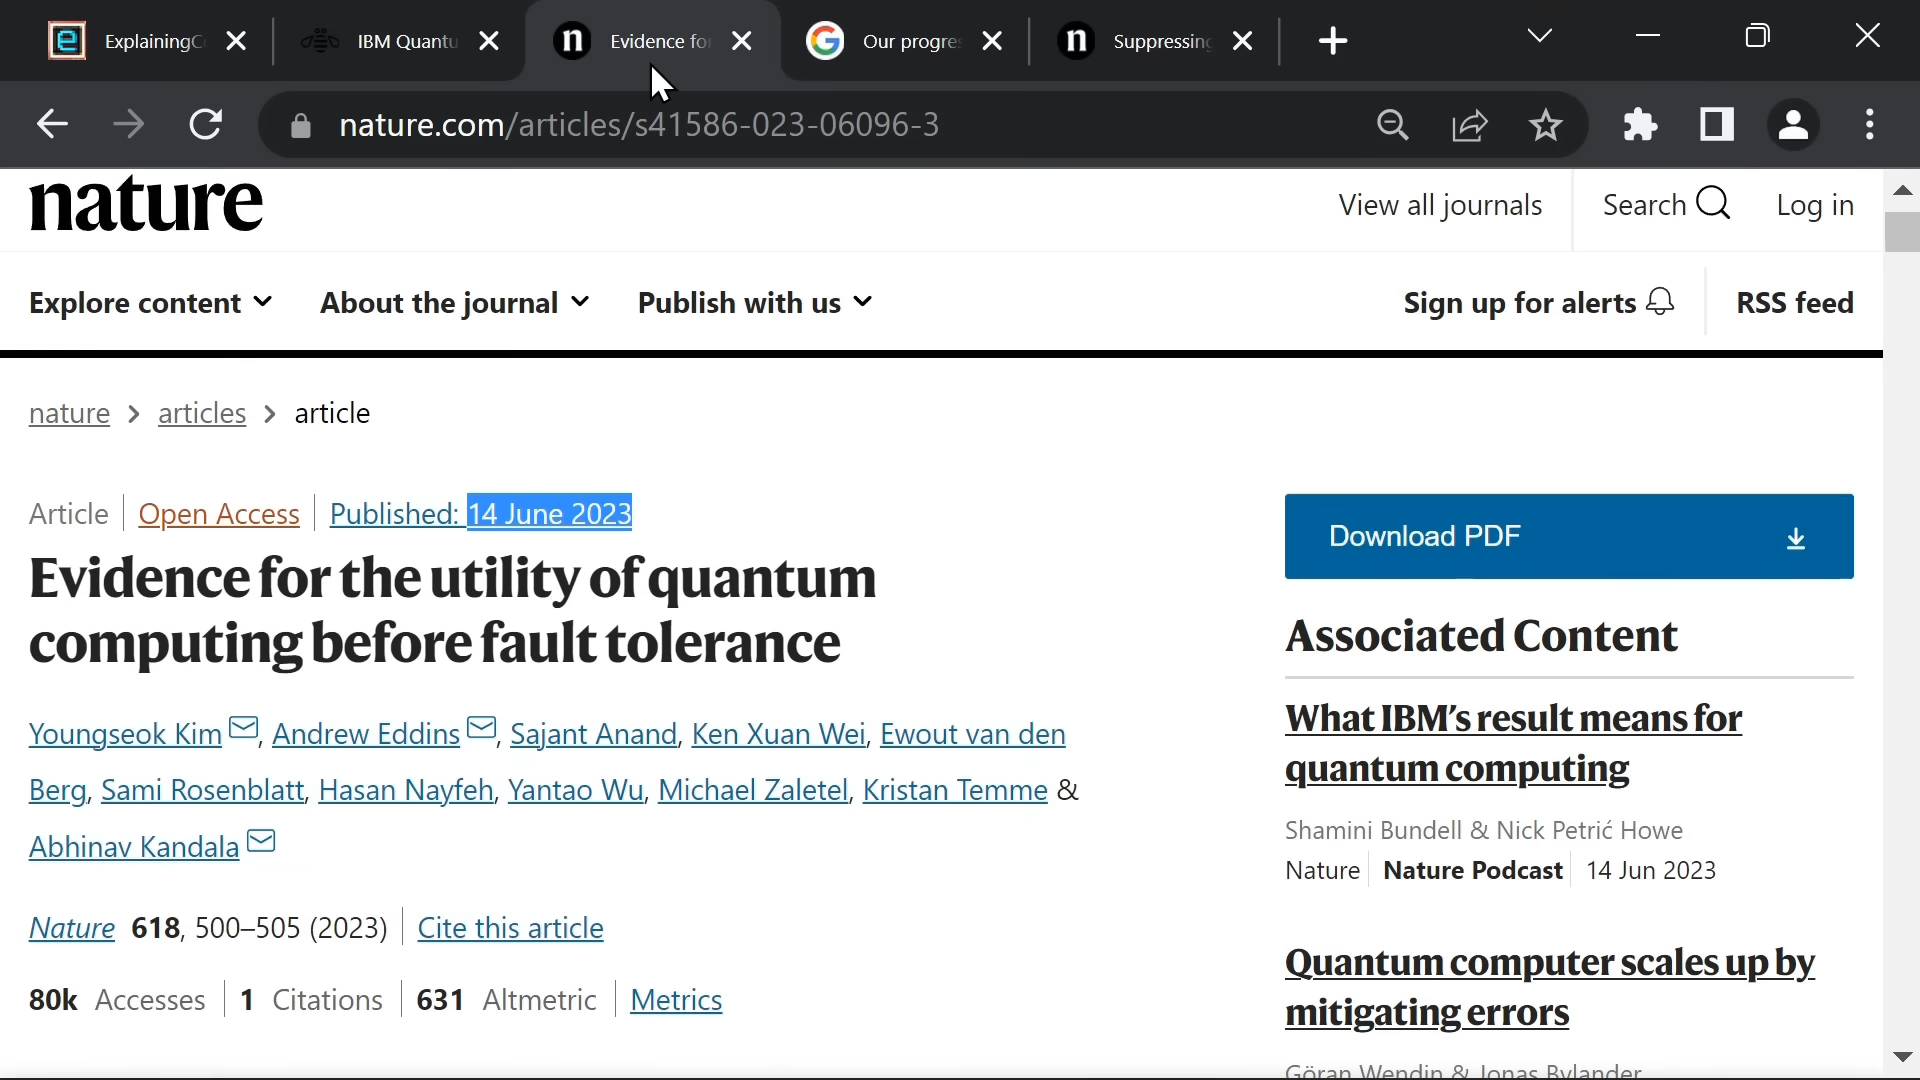 ExplainingC
IBM Quantu
Evidence fo
Our progre
Suppressing
nature.com/articles/s41586-023-06096-3
nature
View all journals
Search
Log in
Explore content
About the journal
Publish with us
Sign up for alerts
RSS feed
nature > articles > article
Article
Open Access
Published: 14 June 2023
Evidence for the utility of quantum
computing before fault tolerance
Youngseok Kim, Andrew Eddins, Sajant Anand, Ken Xuan Wei, Ewout van den
Berg, Sami Rosenblatt, Hasan Nayfeh, Yantao Wu, Michael Zaletel, Kristan Temme &
Abhinav Kandala
Nature 618, 500–505 (2023)
Cite this article
80k Accesses
1 Citations
631 Altmetric
Metrics
Download PDF
Associated Content
What IBM's result means for
quantum computing
Shamini Bundell & Nick Petrić Howe
Nature
Nature Podcast
14 Jun 2023
Quantum computer scales up by
mitigating errors
Göran Wendin & Jonas Bylander